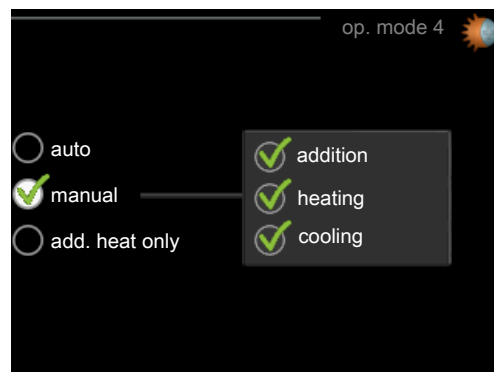 op. mode 4
auto
manual
add. heat only
addition
heating
cooling